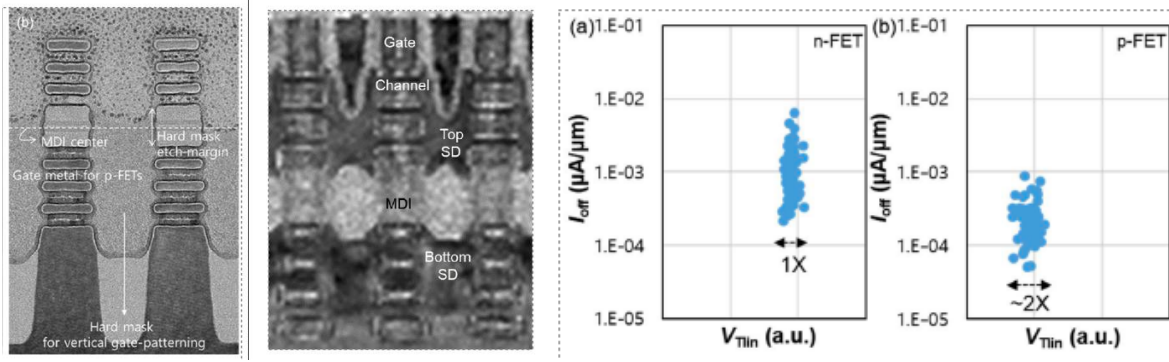 (b)
MDI center
Hard mask
etch-margin
Gate metal for p-FETs
Hard mask
for vertical gate-patterning
Gate
Channel
Top
SD
MDI
Bottom
SD
(a)
n-FET
1.E-01
1.E-02
1.E-03
1.E-04
1.E-05
Ioff (µA/µm)
1X
VTlin (a.u.)
(b)
p-FET
1.E-01
1.E-02
1.E-03
1.E-04
1.E-05
Ioff (µA/µm)
~2X
VTlin (a.u.)